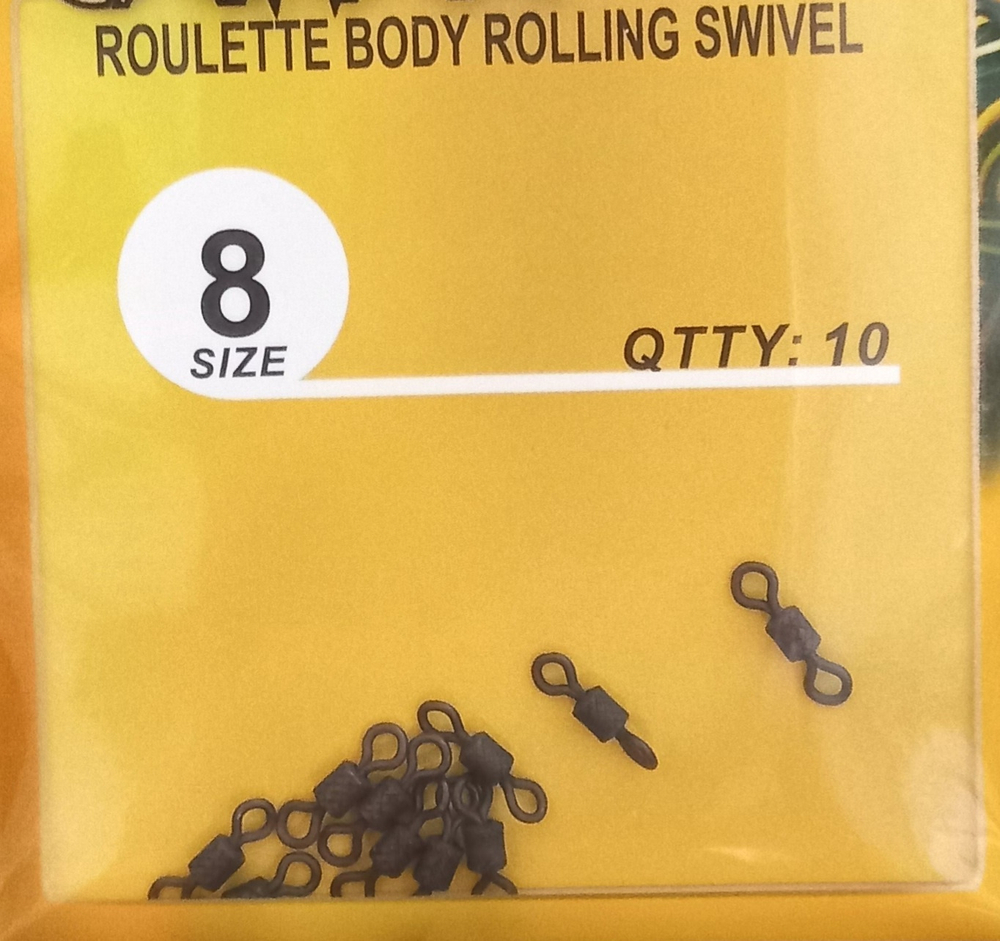 ROULETTE BODY ROLLING SWIVEL
8
SIZE
QTTY: 10